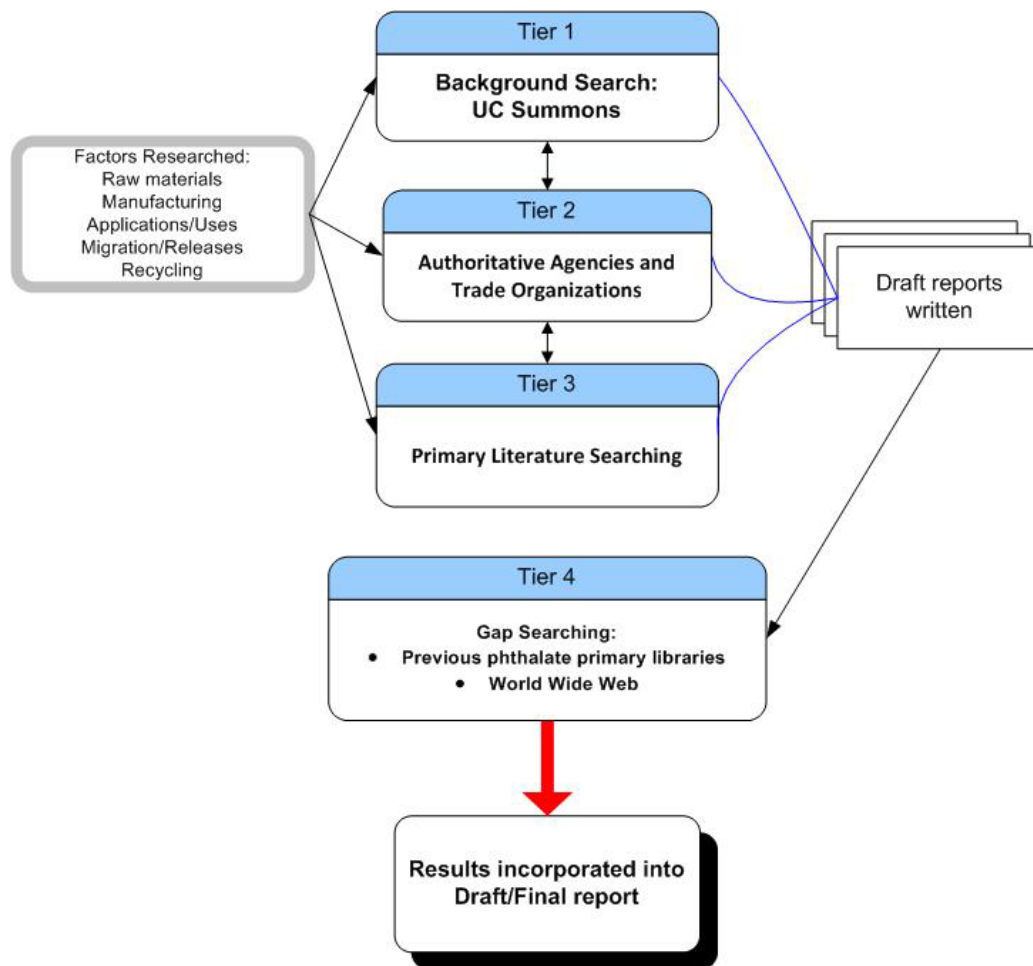 Tier 1
Background Search:
UC Summons
Factors Researched:
Raw materials
Manufacturing
Applications/Uses
Migration/Releases
Recycling
Tier 2
Authoritative Agencies and
Trade Organizations
Draft reports
written
Tier 3
Primary Literature Searching
Tier 4
Gap Searching:
• Previous phthalate primary libraries
• World Wide Web
Results incorporated into
Draft/Final report